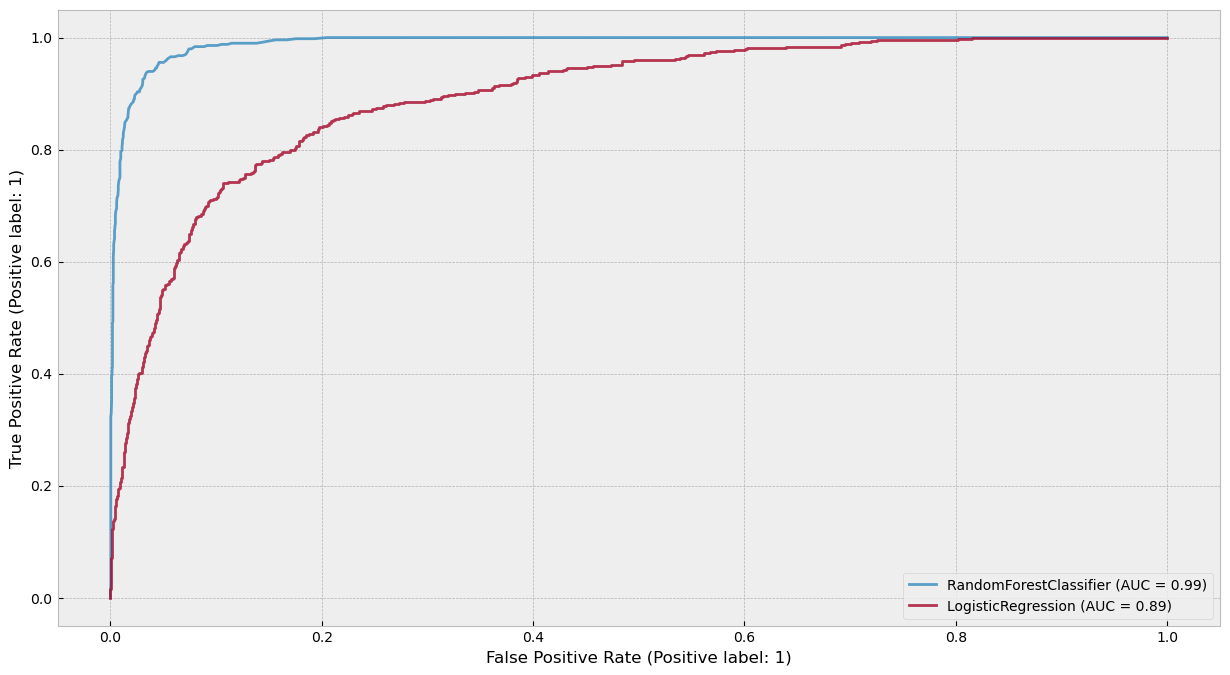 1.0
0.8
0.6
0.4
0.2
0.0
True Positive Rate (Positive label: 1)
RandomForestClassifier (AUC = 0.99)
LogisticRegression (AUC = 0.89)
0.0 0.2 0.4 0.6 0.8 1.0
False Positive Rate (Positive label: 1)